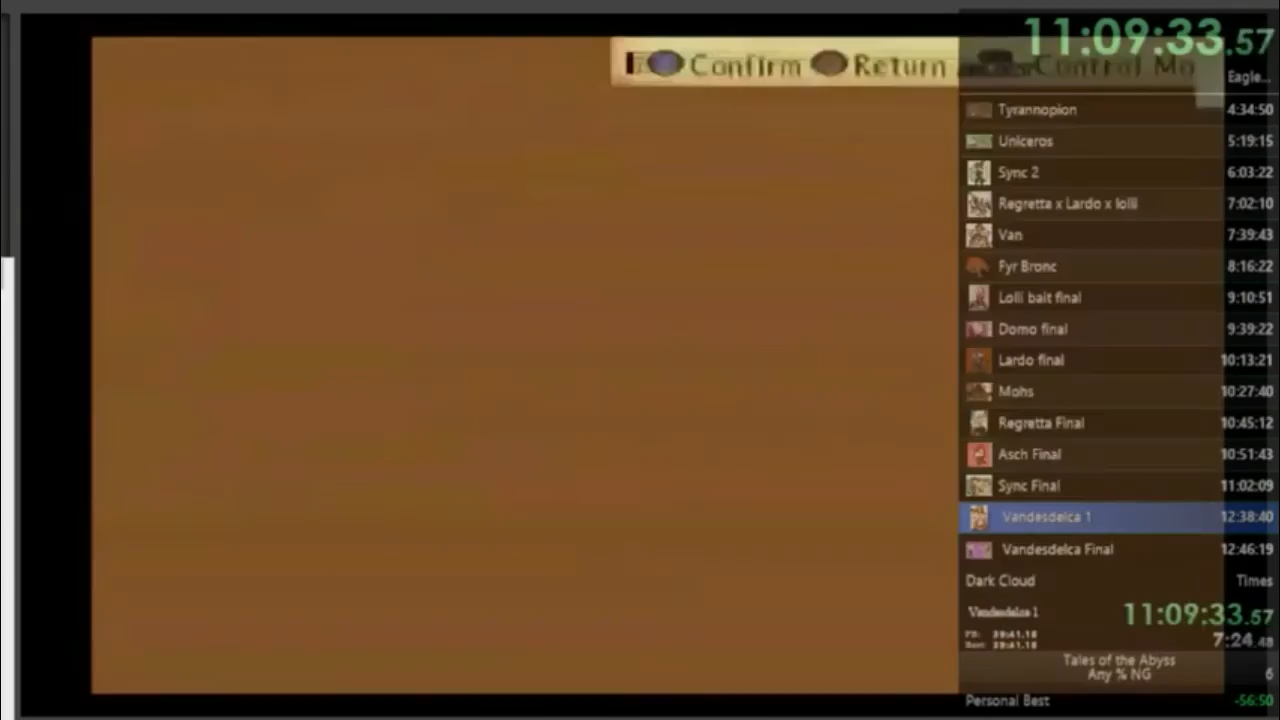 11:09:33.57
Confirm Return Control Mo
Eagle...
Tyrannopion 4:34:50
Uniceros 5:19:15
Sync 2 6:03:22
Regretta x Lardo x lolli 7:02:10
Van 7:39:43
Fyr Bronc 8:16:22
Lolli bait final 9:10:51
Domo final 9:39:22
Lardo final 10:13:21
Mohs 10:27:40
Regretta Final 10:45:12
Asch Final 10:51:43
Sync Final 11:02:09
Vandesdelca 1 12:38:40
Vandesdelca Final 12:46:19
Dark Cloud Times
Vandesdelca 1 11:09:33.57
7:24.48
Tales of the Abyss
Any % NG 6
Personal Best -56:50